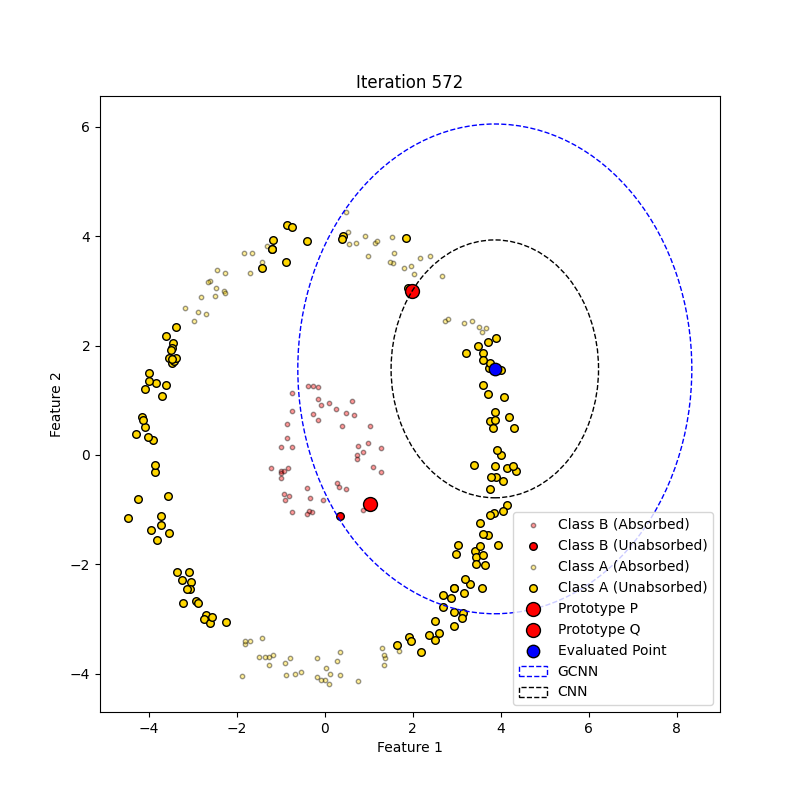 Iteration 572
Feature 2
6
4
2
0
−2
−4
−4
−2
0
2
4
6
8
Feature 1
Class B (Absorbed)
Class B (Unabsorbed)
Class A (Absorbed)
Class A (Unabsorbed)
Prototype P
Prototype Q
Evaluated Point
GCNN
CNN